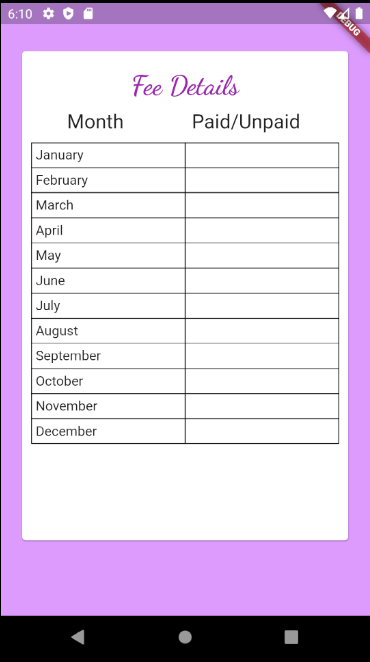 6:10
DEBUG
Fee Details
Month Paid/Unpaid
January
February
March
April
May
June
July
August
September
October
November
December